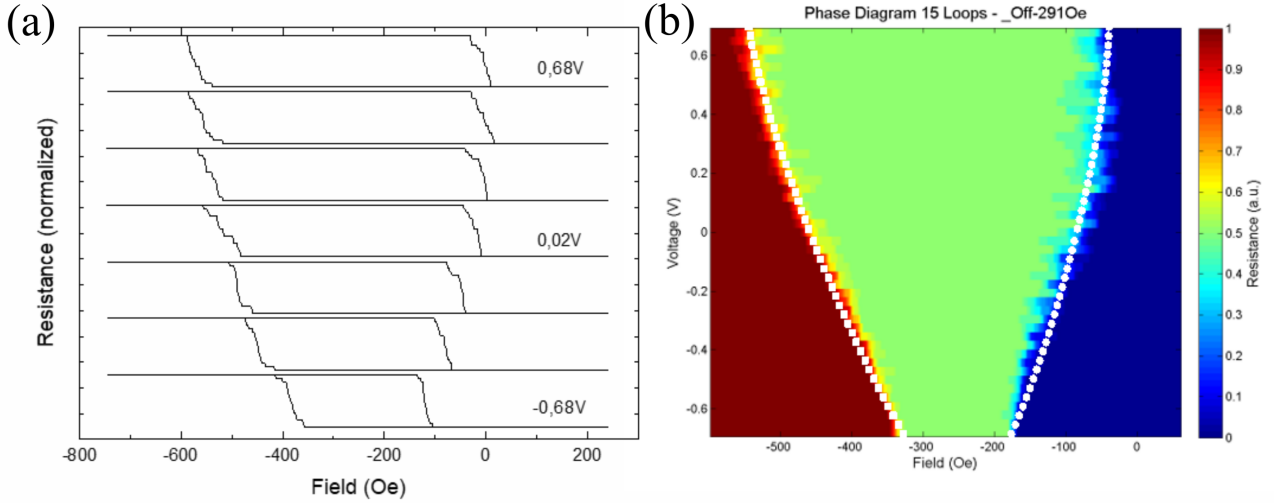 (a)
0,68V
0,02V
-0,68V
Resistance (normalized)
-800 -600 -400 -200 0 200
Field (Oe)
(b)
Phase Diagram 15 Loops - _Off-291Oe
0.6
0.4
0.2
0
-0.2
-0.4
-0.6
Voltage (V)
-500 -400 -300 -200 -100 0
Field (Oe)
1
0.9
0.8
0.7
0.6
0.5
0.4
0.3
0.2
0.1
0
Resistance (a.u.)